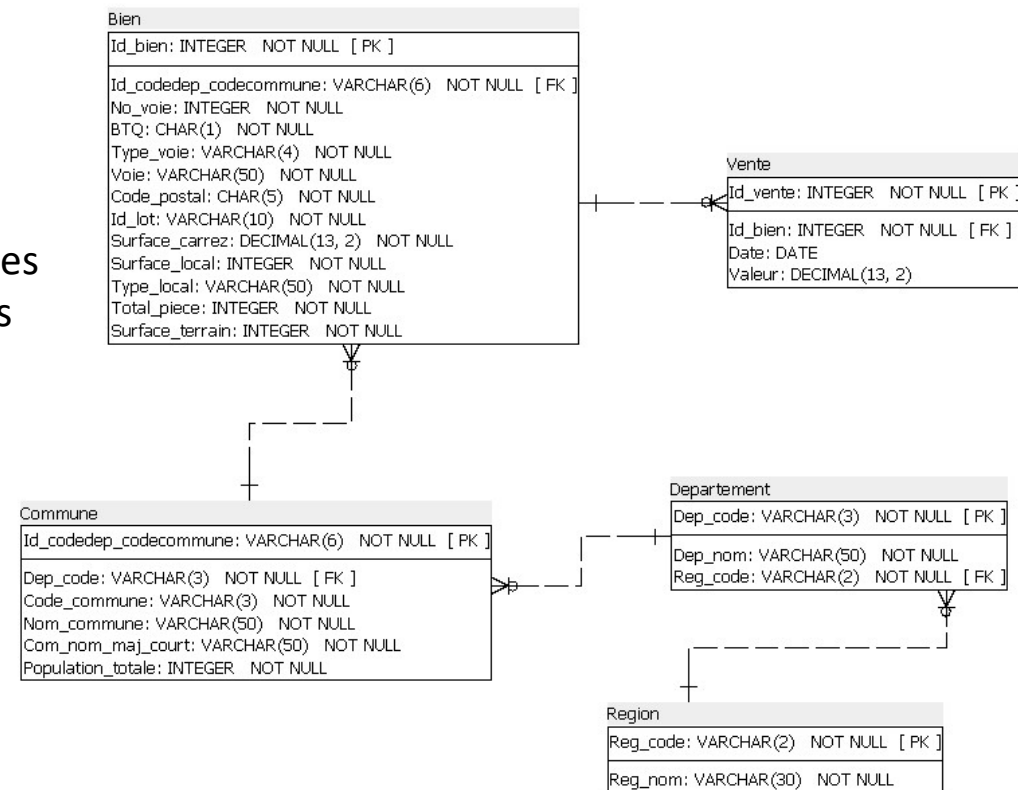 es
s
Bien
Id_bien: INTEGER NOT NULL [ PK ]
Id_codedep_codecommune: VARCHAR(6) NOT NULL [ FK ]
No_voie: INTEGER NOT NULL
BTQ: CHAR(1) NOT NULL
Type_voie: VARCHAR(4) NOT NULL
Voie: VARCHAR(50) NOT NULL
Code_postal: CHAR(5) NOT NULL
Id_lot: VARCHAR(10) NOT NULL
Surface_carrez: DECIMAL(13, 2) NOT NULL
Surface_local: INTEGER NOT NULL
Type_local: VARCHAR(50) NOT NULL
Total_piece: INTEGER NOT NULL
Surface_terrain: INTEGER NOT NULL
Vente
Id_vente: INTEGER NOT NULL [ PK ]
Id_bien: INTEGER NOT NULL [ FK ]
Date: DATE
Valeur: DECIMAL(13, 2)
Commune
Id_codedep_codecommune: VARCHAR(6) NOT NULL [ PK ]
Dep_code: VARCHAR(3) NOT NULL [ FK ]
Code_commune: VARCHAR(3) NOT NULL
Nom_commune: VARCHAR(50) NOT NULL
Com_nom_maj_court: VARCHAR(50) NOT NULL
Population_totale: INTEGER NOT NULL
Departement
Dep_code: VARCHAR(3) NOT NULL [ PK ]
Dep_nom: VARCHAR(50) NOT NULL
Reg_code: VARCHAR(2) NOT NULL [ FK ]
Region
Reg_code: VARCHAR(2) NOT NULL [ PK ]
Reg_nom: VARCHAR(30) NOT NULL